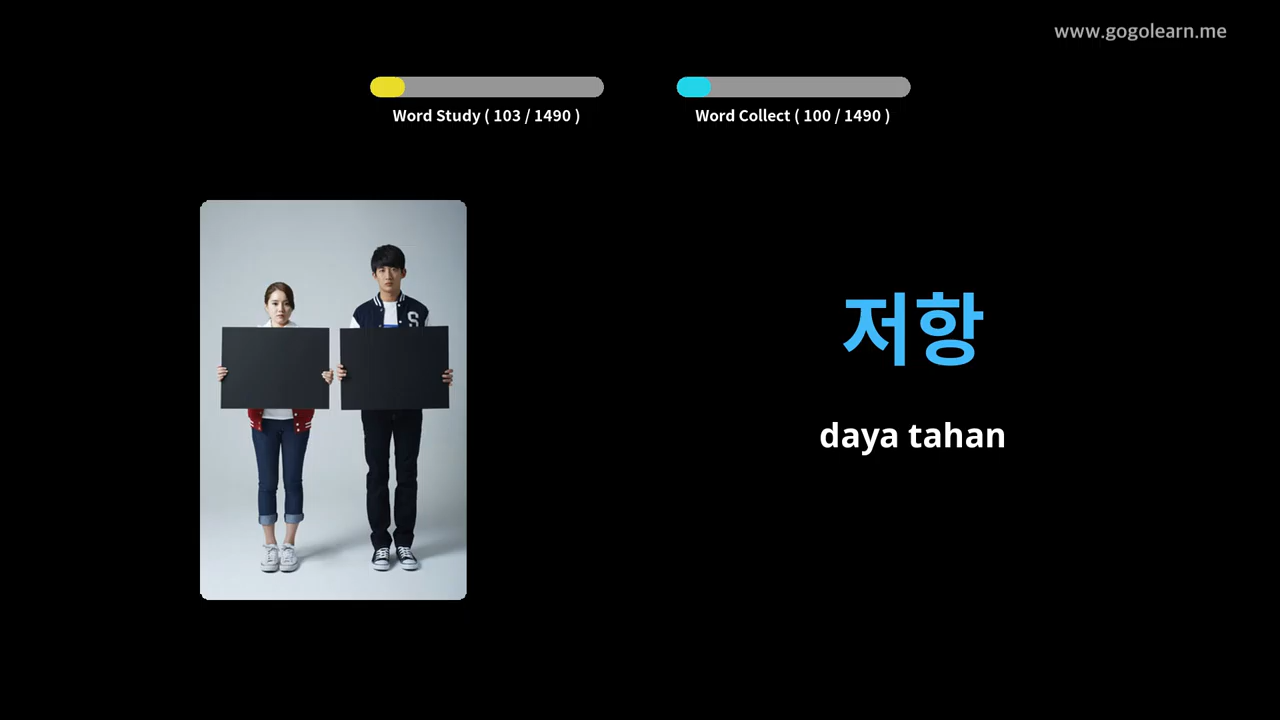 www.gogolearn.me
Word Study ( 103 / 1490 )
Word Collect ( 100 / 1490 )
S
저항
daya tahan